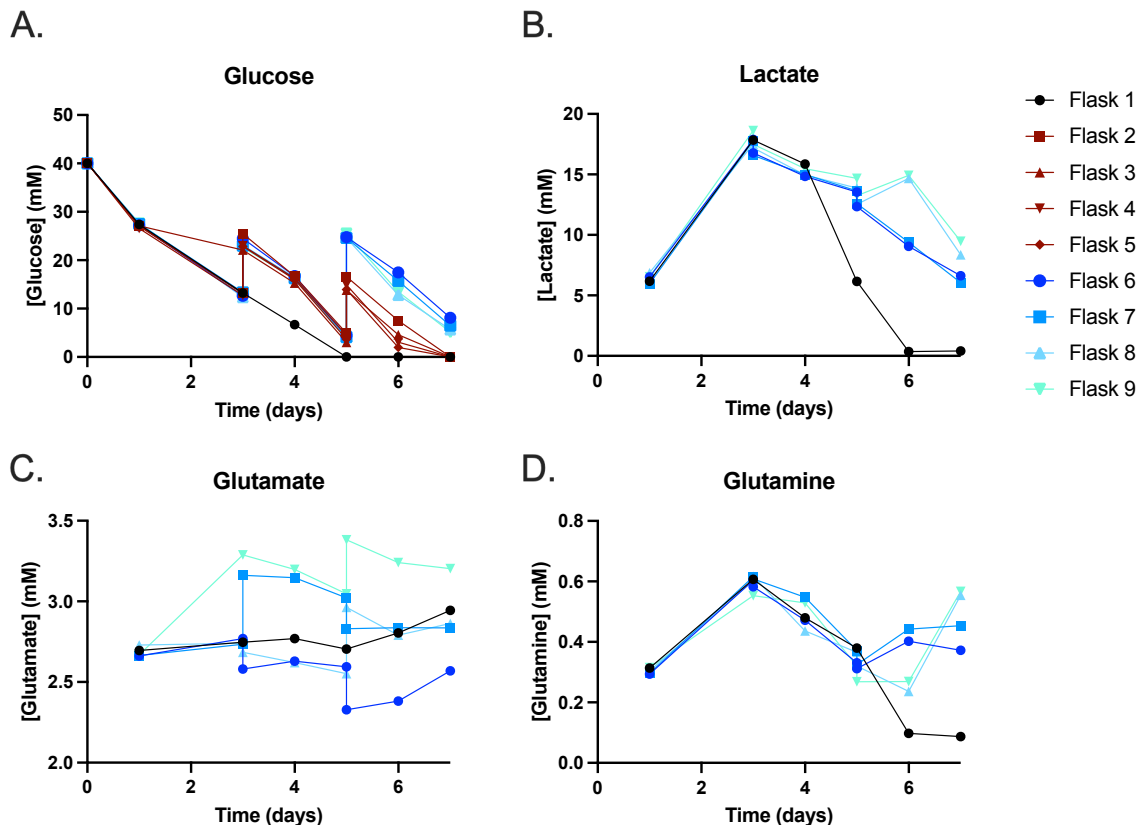 A.
Glucose
[Glucose] (mM)
50
40
30
20
10
0
0
2
4
6
Time (days)
B.
Lactate
[Lactate] (mM)
20
15
10
5
0
0
2
4
6
Time (days)
Flask 1
Flask 2
Flask 3
Flask 4
Flask 5
Flask 6
Flask 7
Flask 8
Flask 9
C.
Glutamate
[Glutamate] (mM)
3.5
3.0
2.5
2.0
0
2
4
6
Time (days)
D.
Glutamine
[Glutamine] (mM)
0.8
0.6
0.4
0.2
0.0
0
2
4
6
Time (days)